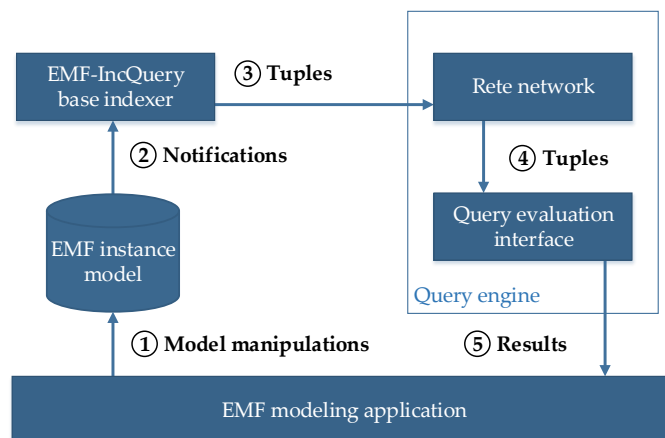 EMF-IncQuery
base indexer
③ Tuples
Rete network
② Notifications
④ Tuples
EMF instance
model
Query evaluation
interface
Query engine
① Model manipulations
⑤ Results
EMF modeling application